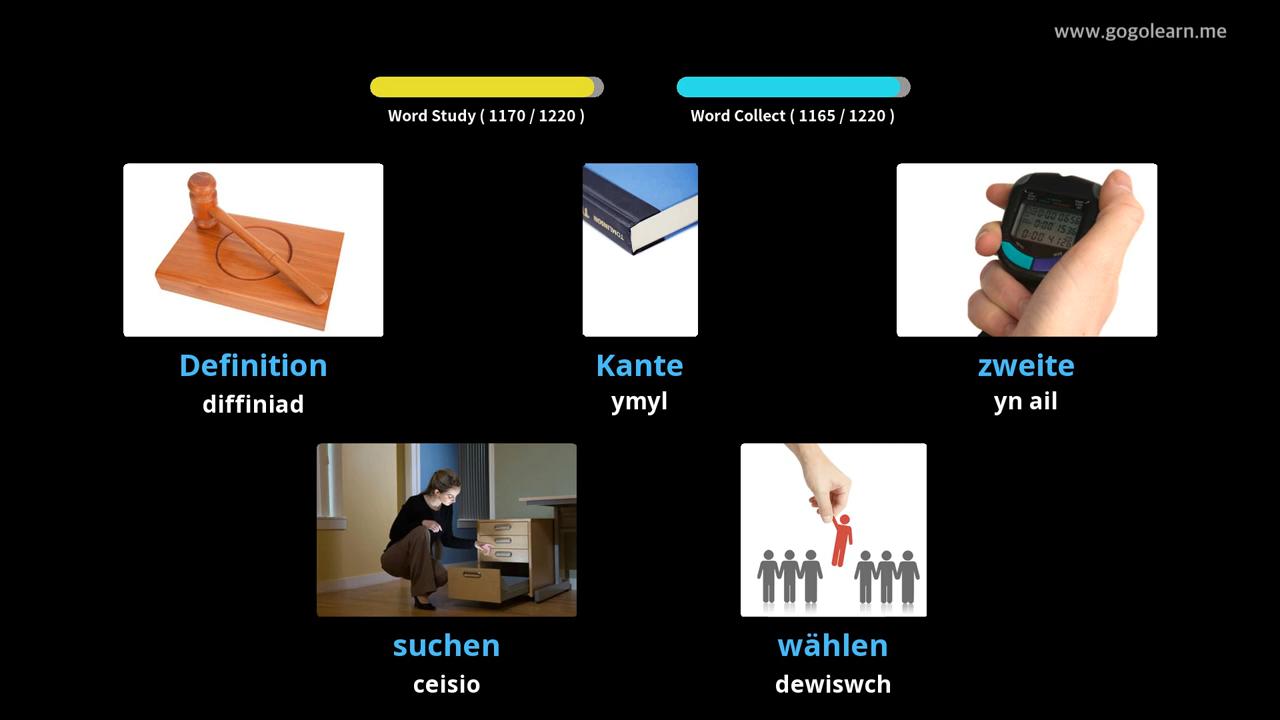 www.gogolearn.me
Word Study ( 1170 / 1220 )
Word Collect ( 1165 / 1220 )
TOMLINSON
Definition
Kante
zweite
diffiniad
ymyl
yn ail
suchen
wählen
ceisio
dewiswch